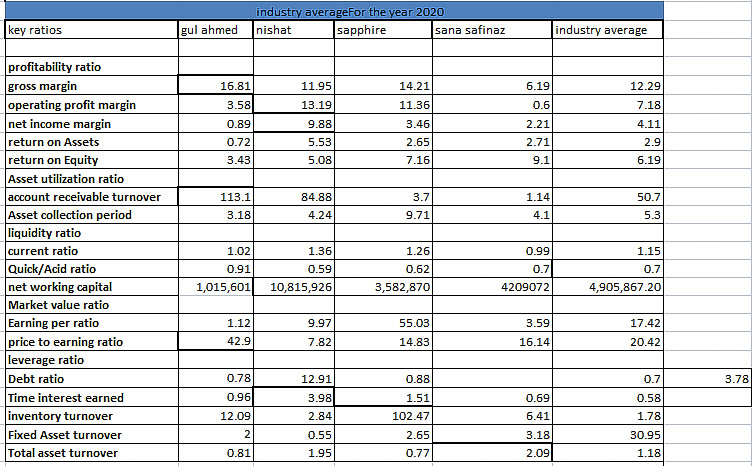 industry averageFor the year 2020
key ratios gul ahmed nishat sapphire sana safinaz industry average
profitability ratio
gross margin 16.81 11.95 14.21 6.19 12.29
operating profit margin 3.58 13.19 11.36 0.6 7.18
net income margin 0.89 9.88 3.46 2.21 4.11
return on Assets 0.72 5.53 2.65 2.71 2.9
return on Equity 3.43 5.08 7.16 9.1 6.19
Asset utilization ratio
account receivable turnover 113.1 84.88 3.7 1.14 50.7
Asset collection period 3.18 4.24 9.71 4.1 5.3
liquidity ratio
current ratio 1.02 1.36 1.26 0.99 1.15
Quick/Acid ratio 0.91 0.59 0.62 0.7 0.7
net working capital 1,015,601 10,815,926 3,582,870 4209072 4,905,867.20
Market value ratio
Earning per ratio 1.12 9.97 55.03 3.59 17.42
price to earning ratio 42.9 7.82 14.83 16.14 20.42
leverage ratio
Debt ratio 0.78 12.91 0.88 0.7 3.78
Time interest earned 0.96 3.98 1.51 0.69 0.58
inventory turnover 12.09 2.84 102.47 6.41 1.78
Fixed Asset turnover 2 0.55 2.65 3.18 30.95
Total asset turnover 0.81 1.95 0.77 2.09 1.18